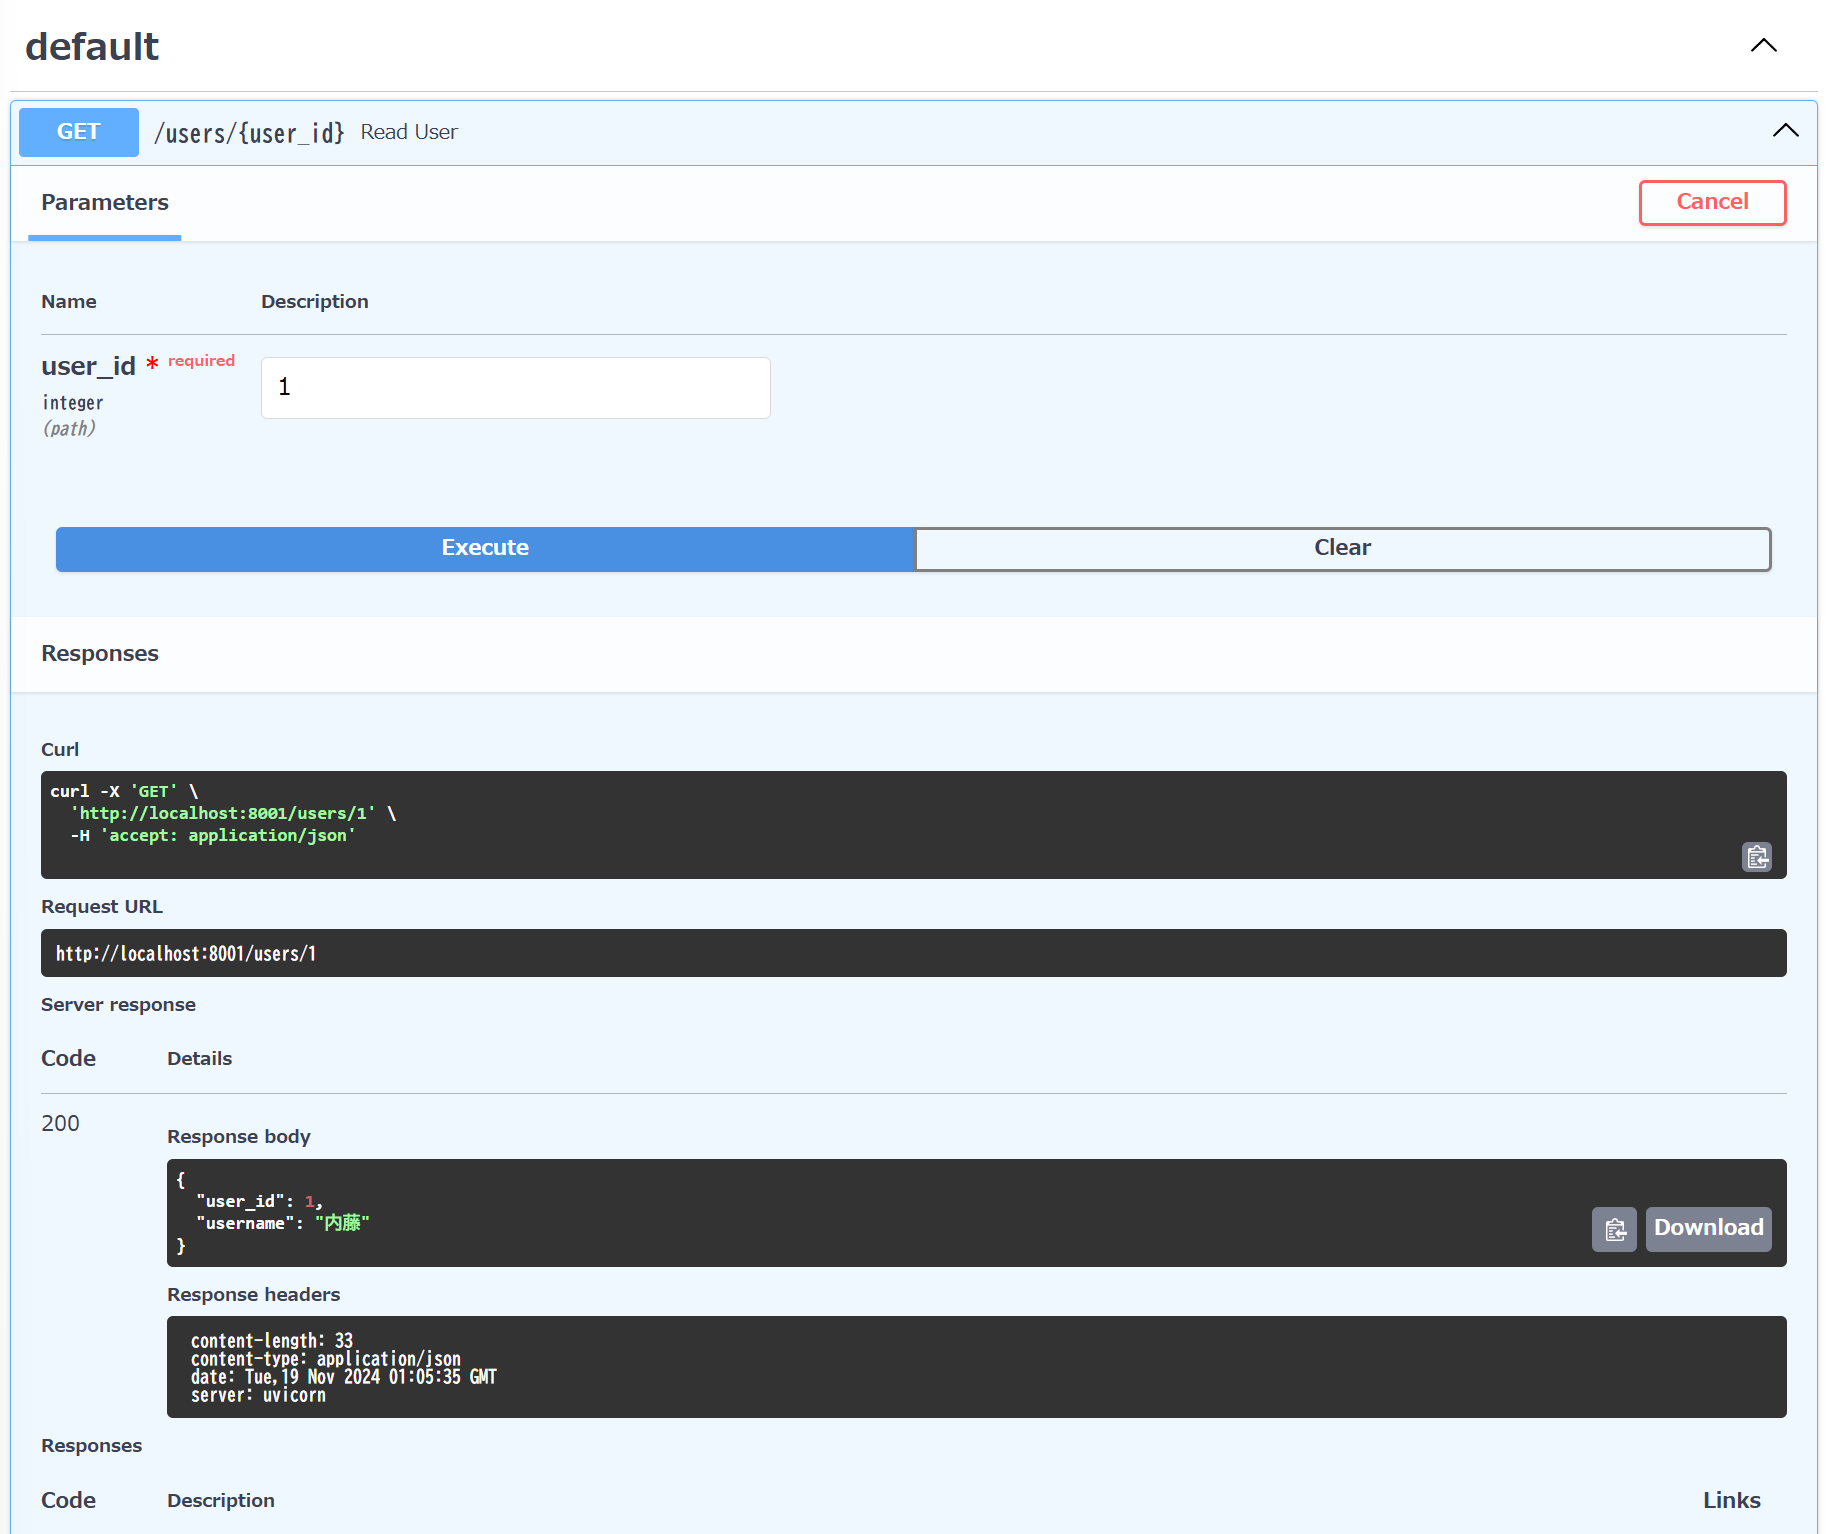 default
GET /users/{user_id} Read User
Parameters
Cancel
Name Description
user_id * required
integer
(path)
1
Execute Clear
Responses
Curl
curl -X 'GET' \
  'http://localhost:8001/users/1' \
  -H 'accept: application/json'
Request URL
http://localhost:8001/users/1
Server response
Code Details
200
Response body
{
  "user_id": 1,
  "username": "内藤"
}
Download
Response headers
content-length: 33
content-type: application/json
date: Tue,19 Nov 2024 01:05:35 GMT
server: uvicorn
Responses
Code Description Links